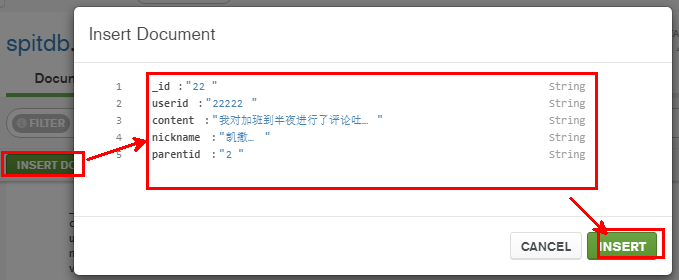 Insert Document
spitdb.
Docum
FILTER
INSERT DO
1 _id :"22 " String
2 userid :"22222 " String
3 content :"我对加班到半夜进行了评论吐… " String
4 nickname :"凯撒… " String
5 parentid :"2 " String
CANCEL INSERT